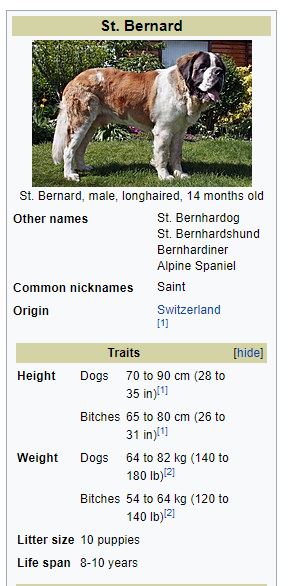 St. Bernard
St. Bernard, male, longhaired, 14 months old
Other names St. Bernhardog
St. Bernhardshund
Bernhardiner
Alpine Spaniel
Common nicknames Saint
Origin Switzerland
[1]
Traits [hide]
Height Dogs 70 to 90 cm (28 to
35 in)[1]
Bitches 65 to 80 cm (26 to
31 in)[1]
Weight Dogs 64 to 82 kg (140 to
180 lb)[2]
Bitches 54 to 64 kg (120 to
140 lb)[2]
Litter size 10 puppies
Life span 8-10 years